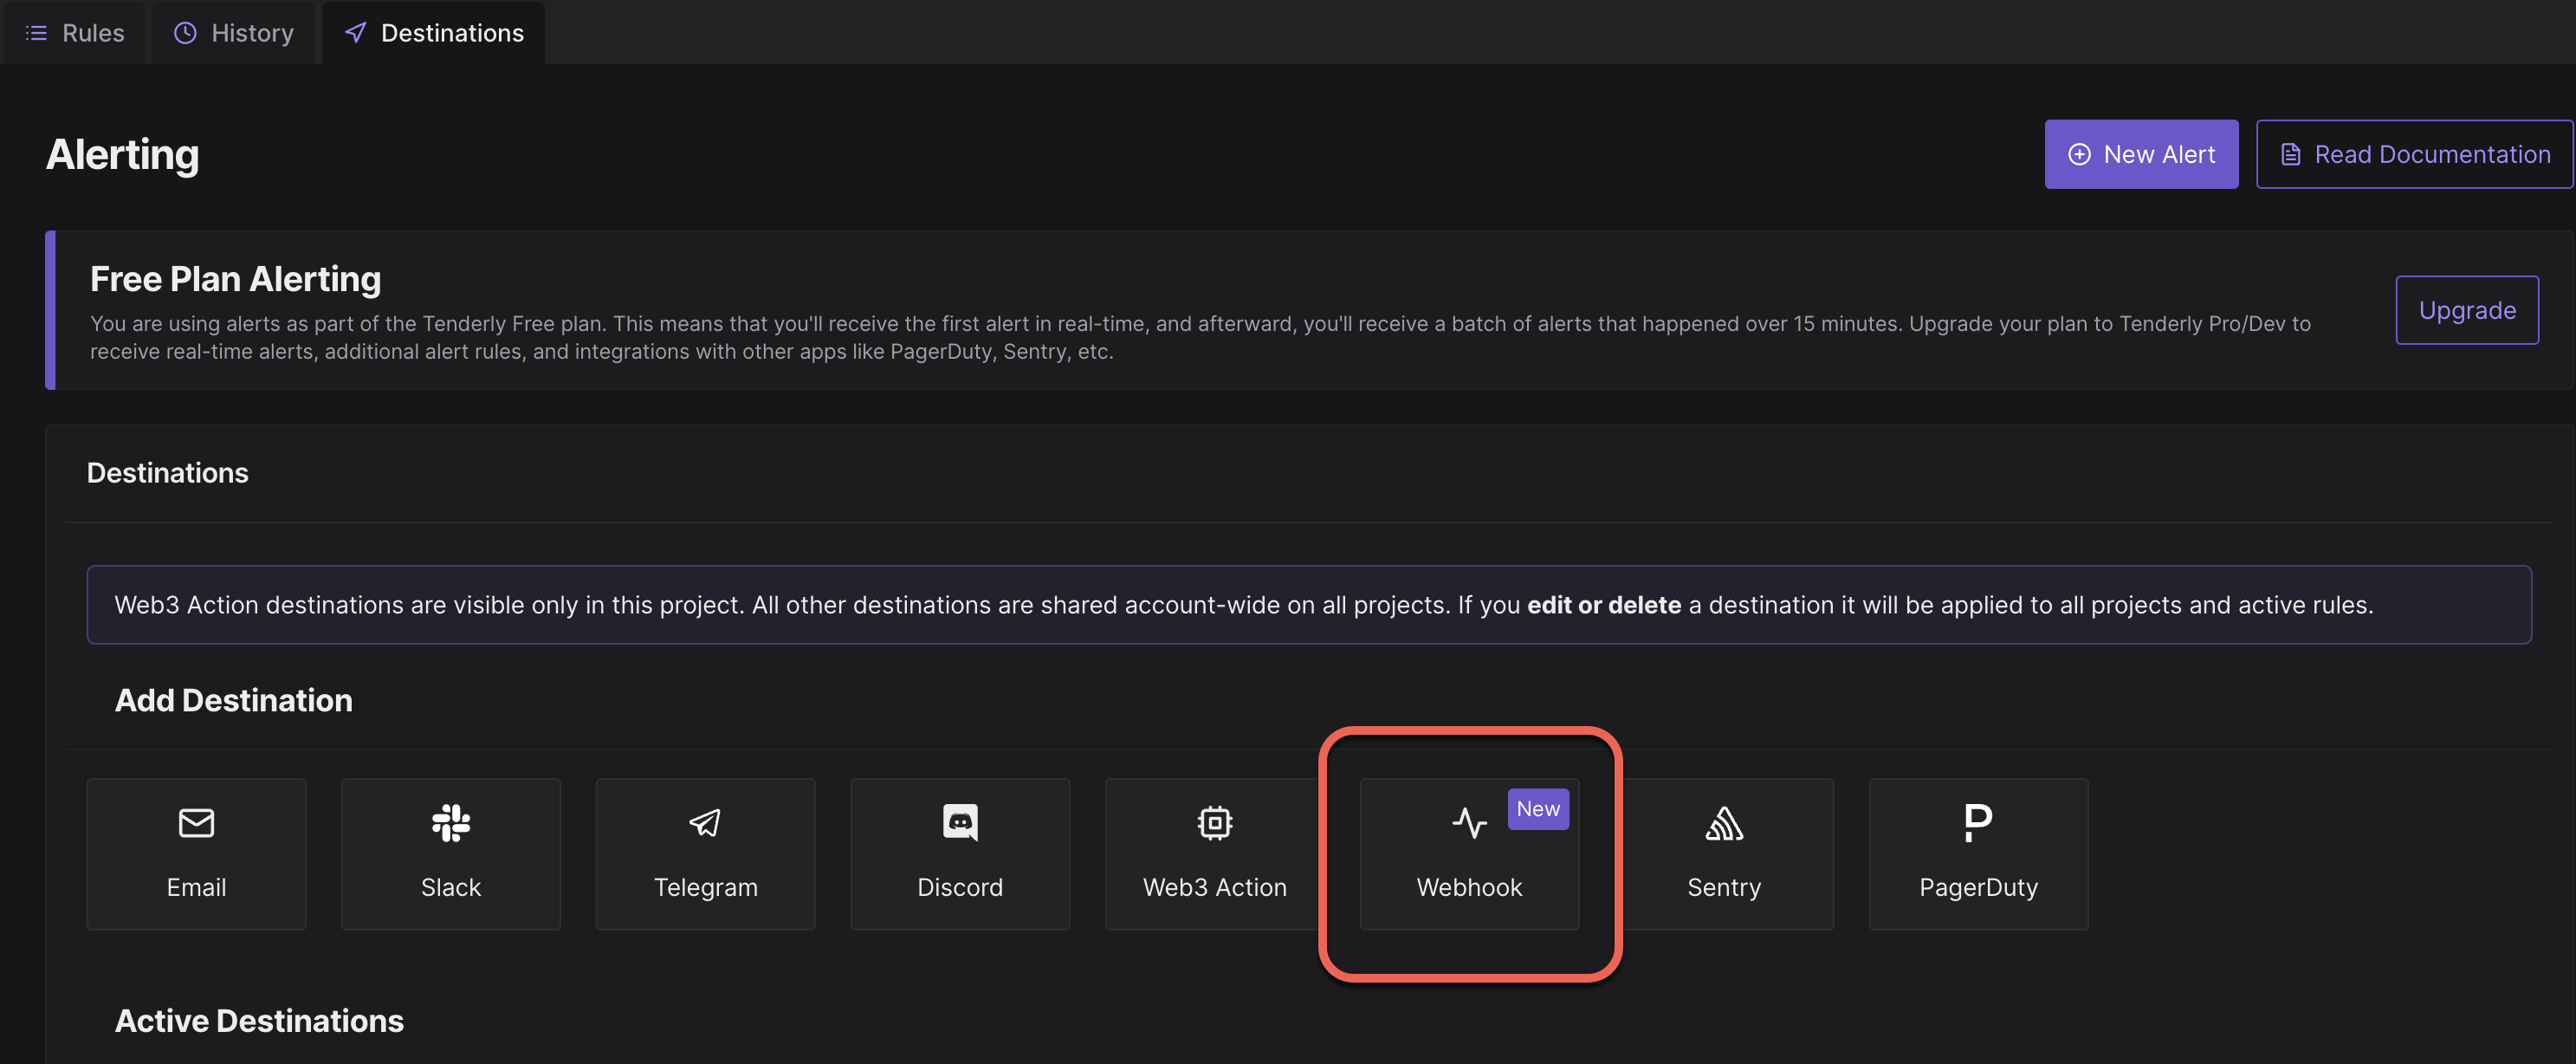 Rules
History
Destinations
Alerting
New Alert
Read Documentation
Free Plan Alerting
You are using alerts as part of the Tenderly Free plan. This means that you'll receive the first alert in real-time, and afterward, you'll receive a batch of alerts that happened over 15 minutes. Upgrade your plan to Tenderly Pro/Dev to
receive real-time alerts, additional alert rules, and integrations with other apps like PagerDuty, Sentry, etc.
Upgrade
Destinations
Web3 Action destinations are visible only in this project. All other destinations are shared account-wide on all projects. If you edit or delete a destination it will be applied to all projects and active rules.
Add Destination
Email
Slack
Telegram
Discord
Web3 Action
New
Webhook
Sentry
PagerDuty
Active Destinations